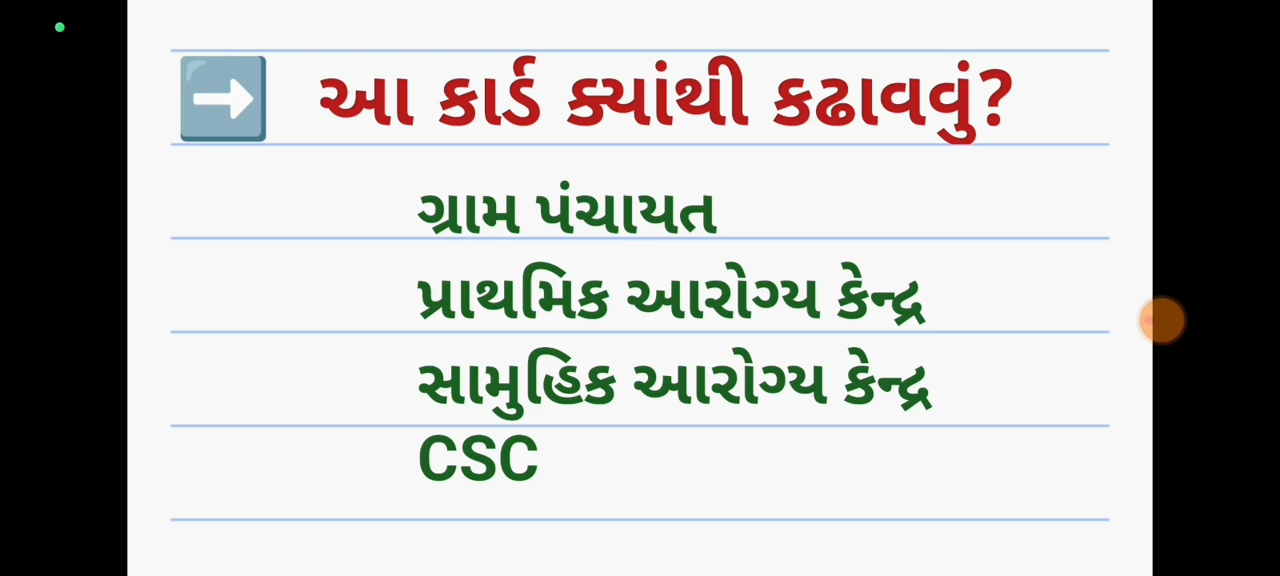 ➡️ આ કાર્ડ ક્યાંથી કઢાવવું?
ગ્રામ પંચાયત
પ્રાથમિક આરોગ્ય કેન્દ્ર
સામુહિક આરોગ્ય કેન્દ્ર
CSC